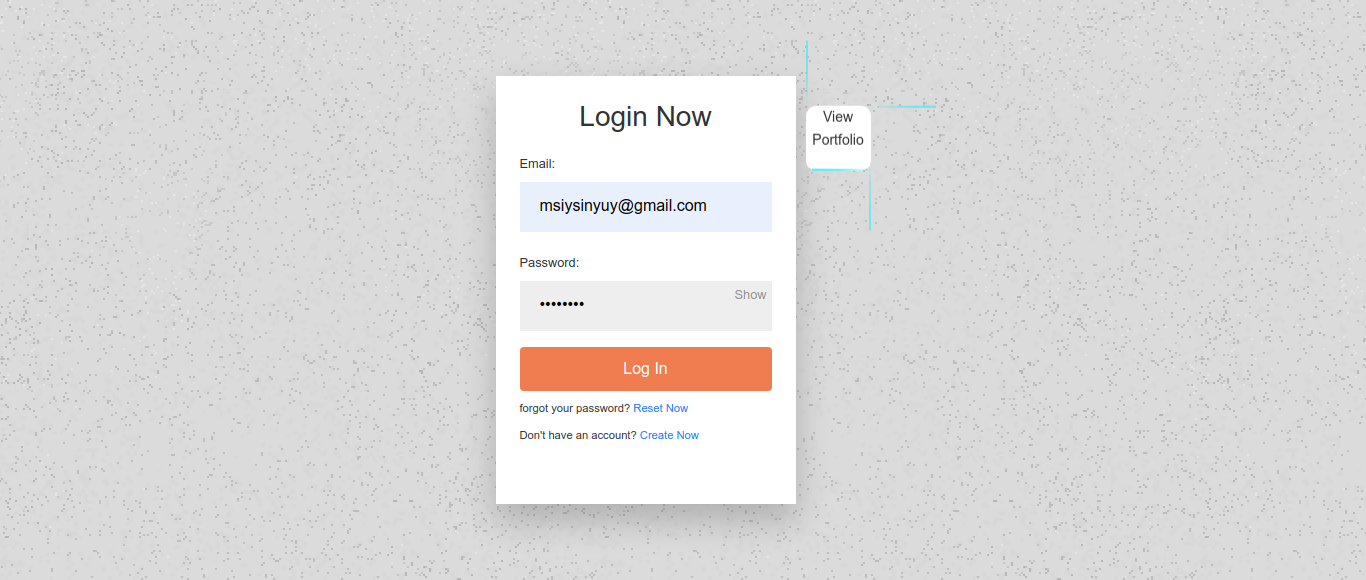 Login Now
Email:
msiysinyuy@gmail.com
Password:
••••••••
Show
Log In
forgot your password? Reset Now
Don't have an account? Create Now
View
Portfolio